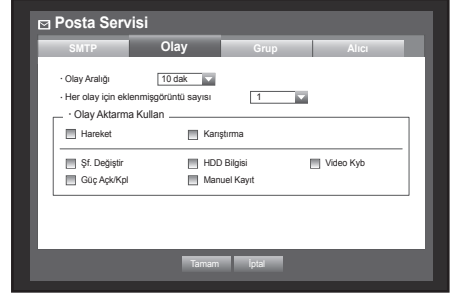 Posta Servisi
SMTP Olay Grup Alıcı
· Olay Aralığı 10 dak
· Her olay için eklenmişgörüntü sayısı 1
· Olay Aktarma Kullan
Hareket Karıştırma
Şf. Değiştir HDD Bilgisi Video Kyb
Güç Açk/Kpl Manuel Kayıt
Tamam İptal